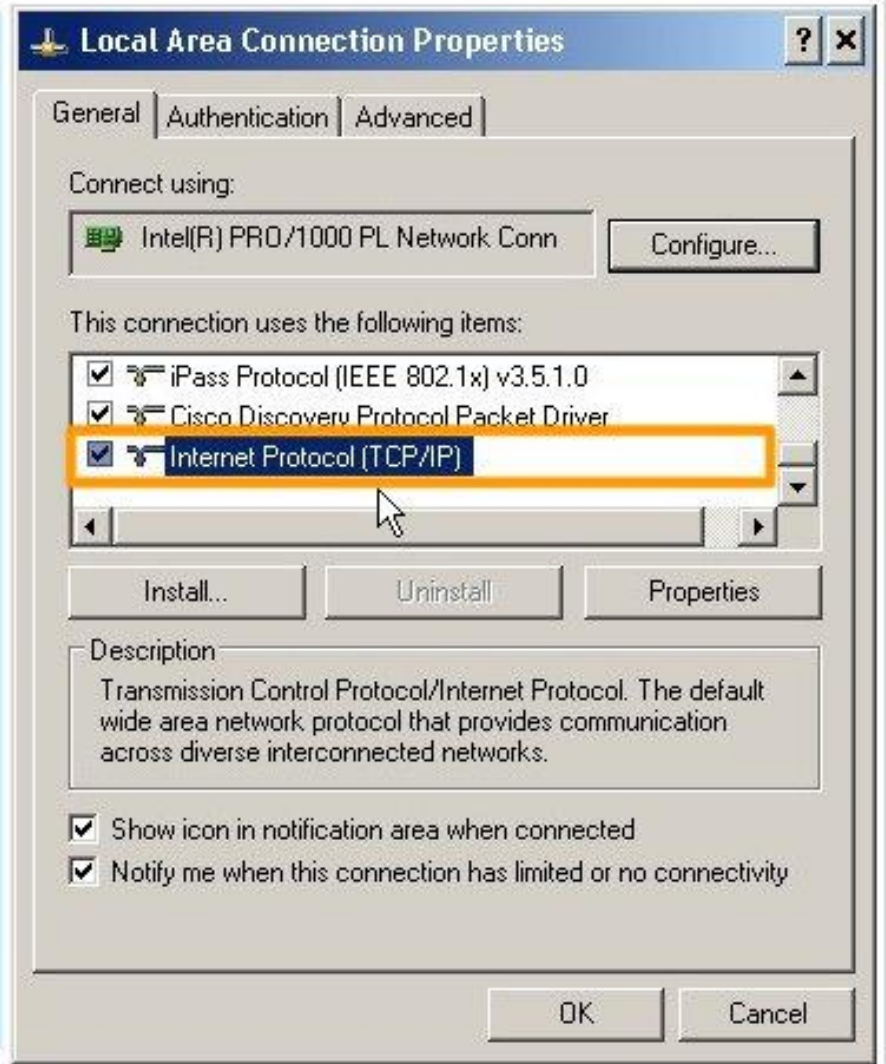 Local Area Connection Properties
General Authentication Advanced
Connect using:
Intel(R) PRO/1000 PL Network Conn Configure...
This connection uses the following items:
iPass Protocol (IEEE 802.1x) v3.5.1.0
Cisco Discovery Protocol Packet Driver
Internet Protocol (TCP/IP)
Install... Uninstall Properties
Description
Transmission Control Protocol/Internet Protocol. The default
wide area network protocol that provides communication
across diverse interconnected networks.
Show icon in notification area when connected
Notify me when this connection has limited or no connectivity
OK Cancel